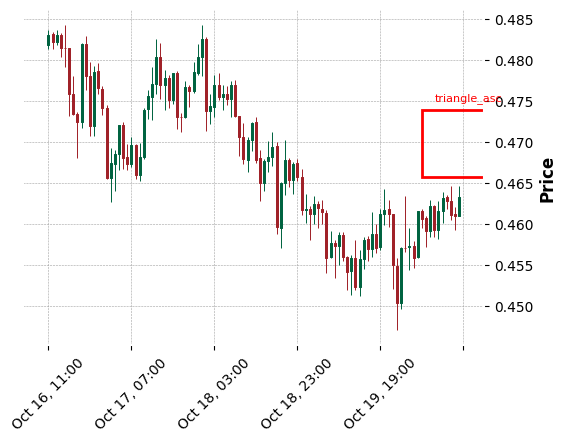 0.485
0.480
triangle_asc
0.475
0.470
0.465
0.460
0.455
0.450
Price
Oct 16, 11:00
Oct 17, 07:00
Oct 18, 03:00
Oct 18, 23:00
Oct 19, 19:00